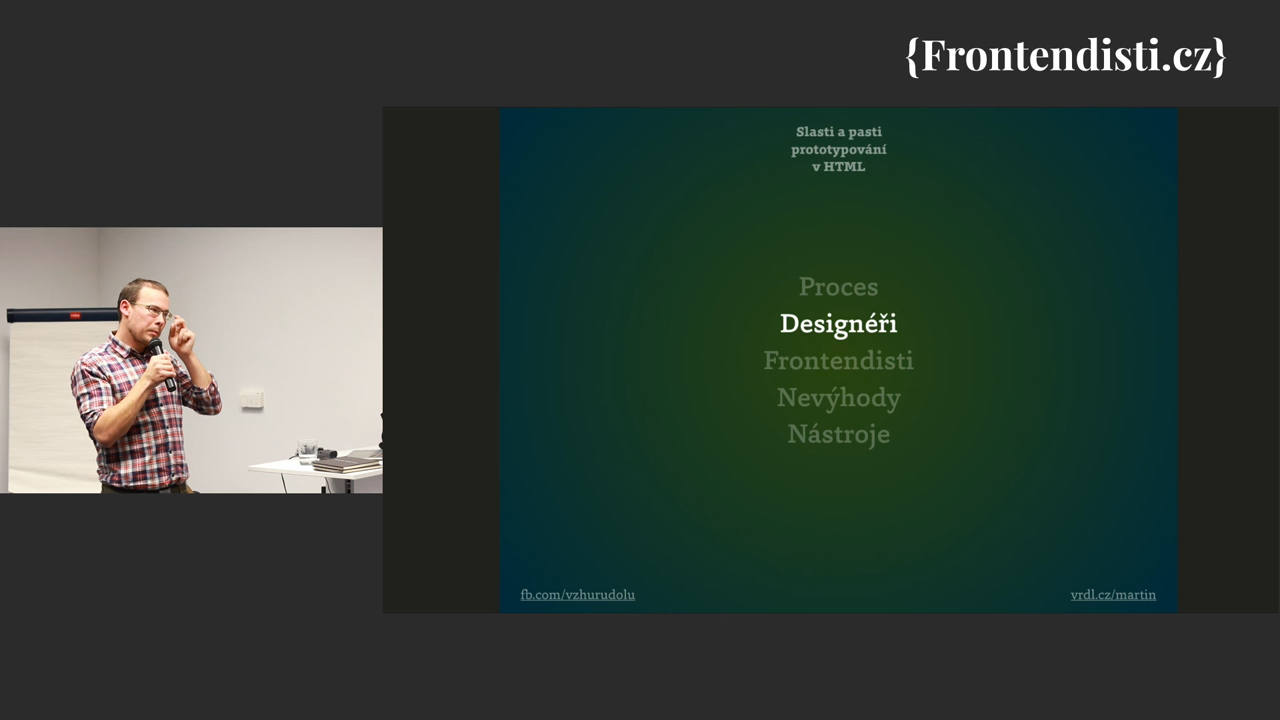 {Frontendisti.cz}
Slasti a pasti
prototypování
v HTML
Proces
Designéři
Frontendisti
Nevýhody
Nástroje
fb.com/vzhurudolu
vrdl.cz/martin